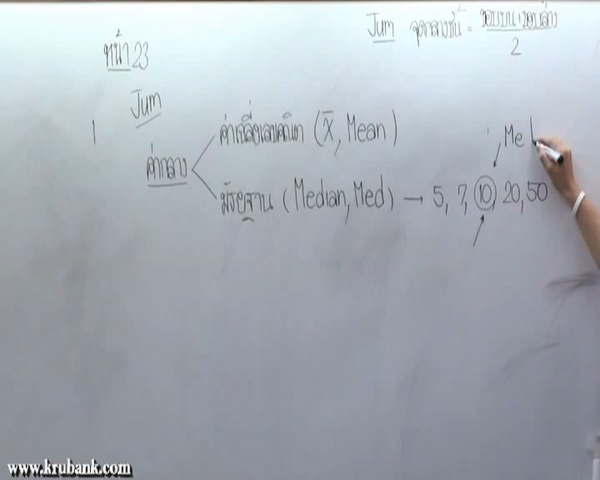 Jum จุดกลางชั้น = ขอบบน+ขอบล่าง
2
หน้า 23
Jum
1
ค่ากลาง
ค่าเฉลี่ยเลขคณิต (X̄, Mean)
มัธยฐาน (Median, Med) → 5, 7, 10, 20, 50
Me
www.krubank.com